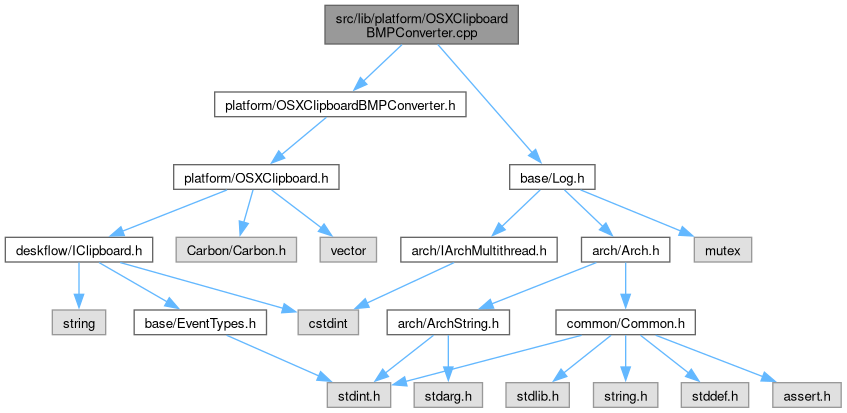 src/lib/platform/OSXClipboard
BMPConverter.cpp
platform/OSXClipboardBMPConverter.h
platform/OSXClipboard.h
base/Log.h
deskflow/IClipboard.h
Carbon/Carbon.h
vector
arch/IArchMultithread.h
arch/Arch.h
mutex
string
base/EventTypes.h
cstdint
arch/ArchString.h
common/Common.h
stdint.h
stdarg.h
stdlib.h
string.h
stddef.h
assert.h